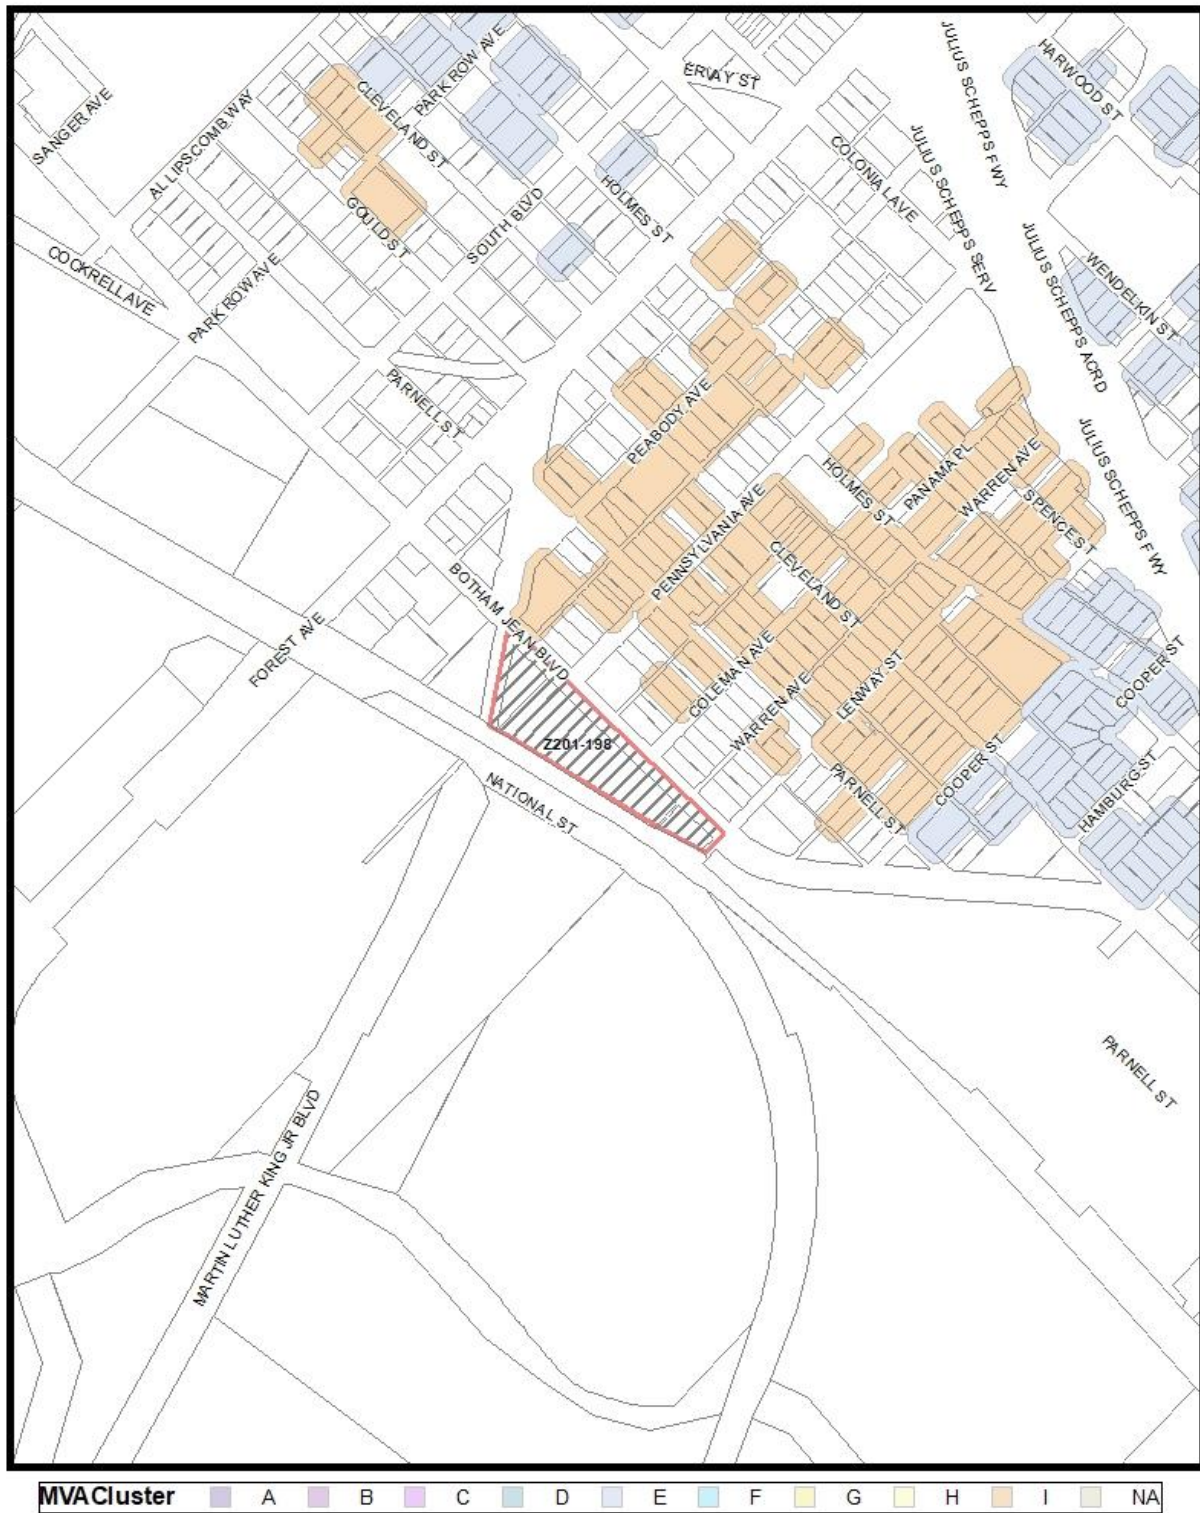 HARWOOD ST
JULIUS SCHEPPS FWY
PARK ROW AVE
ERVAY ST
CLEVELAND ST
SANGER AVE
AL LIPSCOMB WAY
JULIUS SCHEPPS SERV
COLONIAL AVE
HOLMES ST
GOULD ST
SOUTH BLVD
COCKRELL AVE
PARK ROW AVE
WENDELKIN ST
JULIUS SCHEPPS ACRD
PARNELL ST
PEABODY AVE
JULIUS SCHEPPS FWY
HOLMES ST
PANAMA PL
WARREN AVE
SPENCE ST
PENNSYLVANIA AVE
CLEVELAND ST
BOTHAM JEAN BLVD
FOREST AVE
COLEMAN AVE
WARREN AVE
LENWAY ST
COOPER ST
Z201-198
NATIONAL ST
PARNELL ST
COOPER ST
HAMBURG ST
PARNELL ST
MARTIN LUTHER KING JR BLVD
MVACluster A B C D E F G H I NA